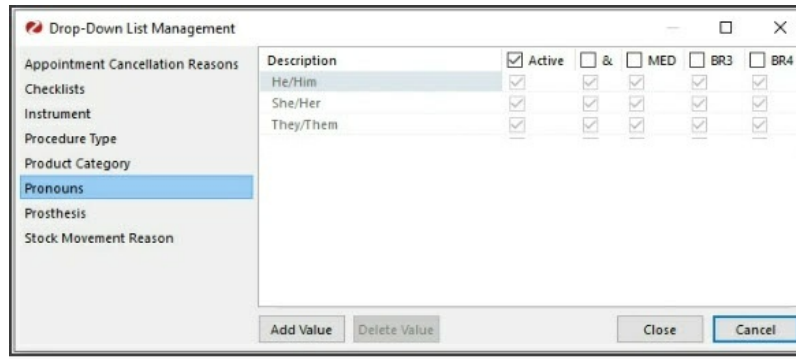 Drop-Down List Management
Appointment Cancellation Reasons
Checklists
Instrument
Procedure Type
Product Category
Pronouns
Prosthesis
Stock Movement Reason
Description Active & MED BR3 BR4
He/Him
She/Her
They/Them
Add Value Delete Value Close Cancel